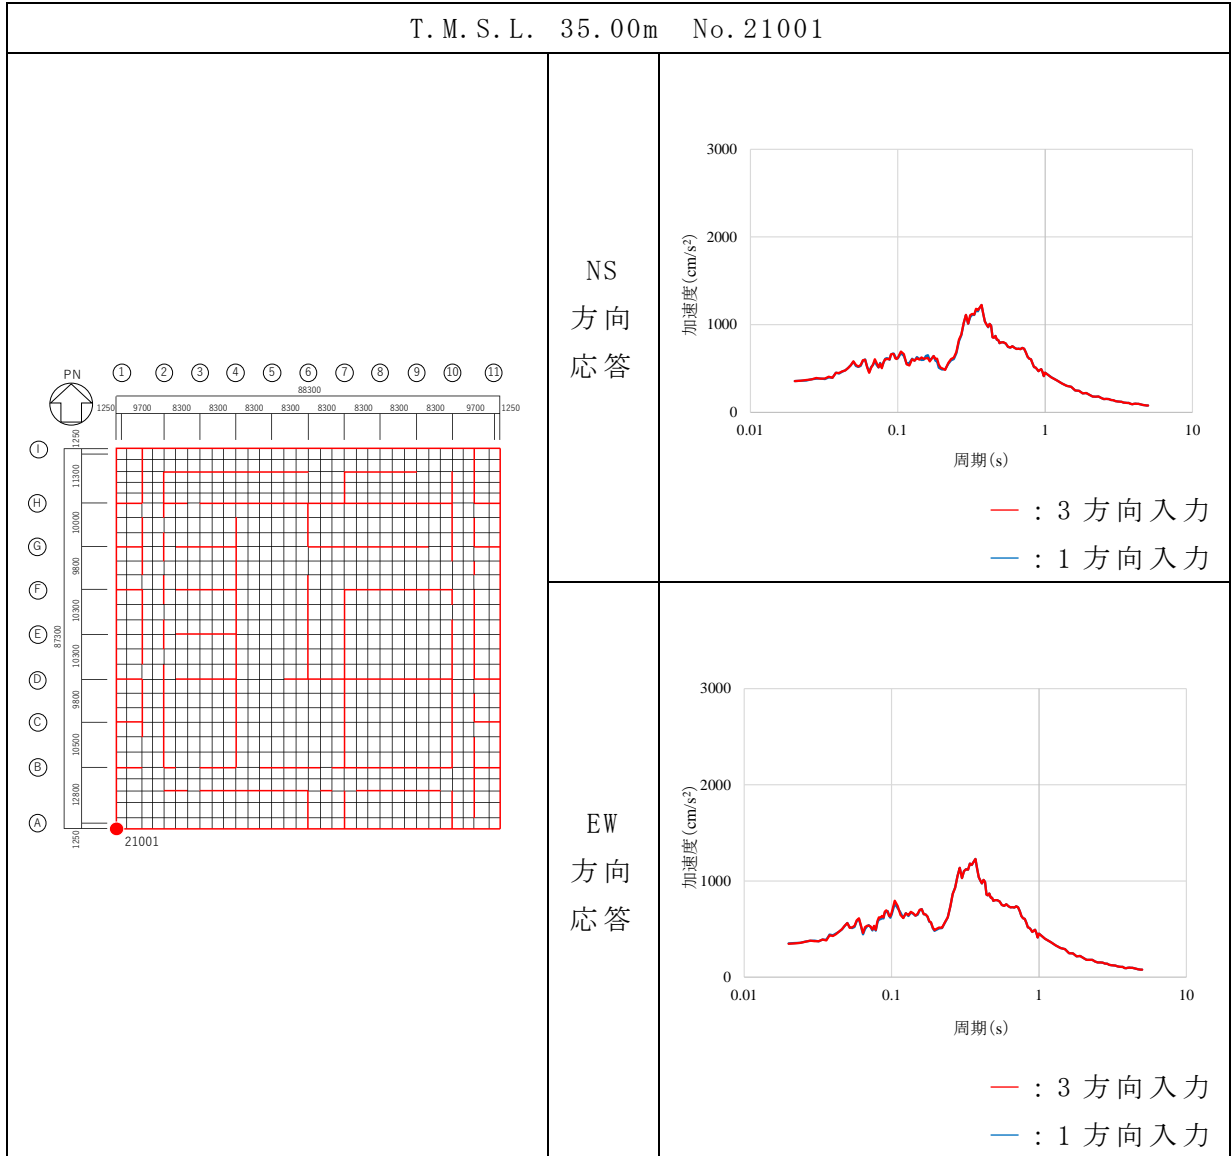 T.M.S.L. 35.00m No.21001
PN
1 2 3 4 5 6 7 8 9 10 11
88300
1250 9700 8300 8300 8300 8300 8300 8300 8300 8300 9700 1250
I
H
G
F
E
D
C
B
A
87300
1250
11300
10000
9800
10300
10300
9800
10500
12800
1250
21001
NS
方向
応答
加速度(cm/s²)
3000
2000
1000
0
0.01 0.1 1 10
周期(s)
― : 3 方向入力
― : 1 方向入力
EW
方向
応答
加速度(cm/s²)
3000
2000
1000
0
0.01 0.1 1 10
周期(s)
― : 3 方向入力
― : 1 方向入力